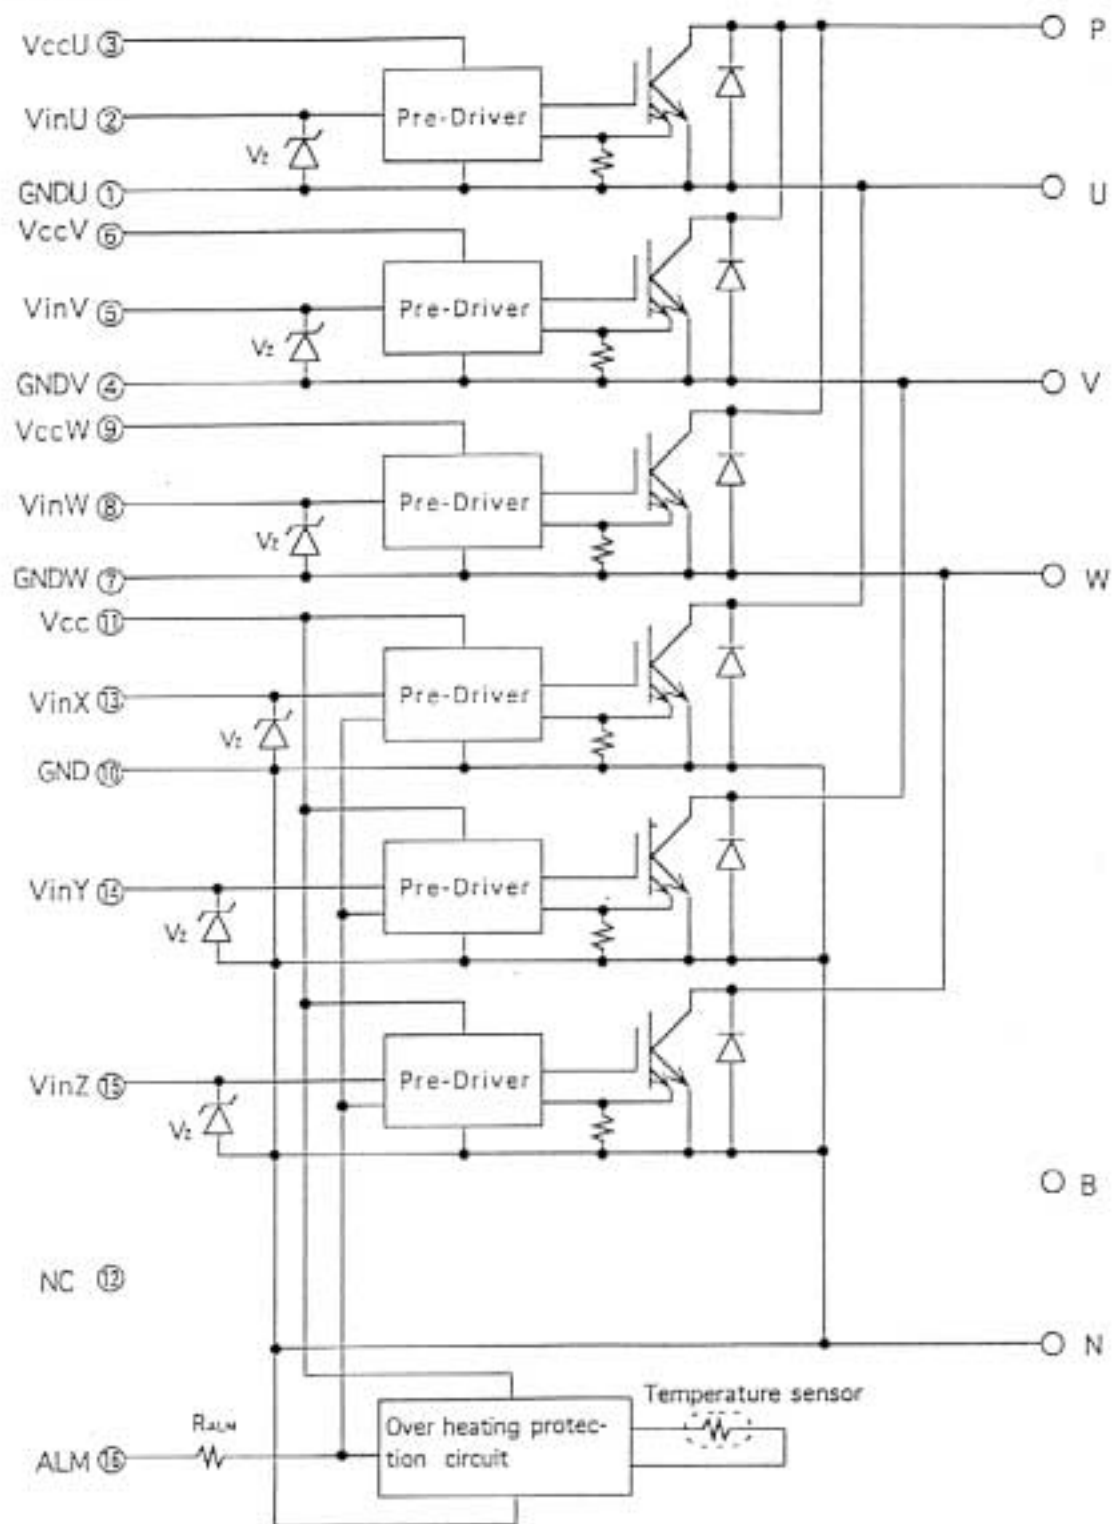 VccU ③
P
VinU ②
Pre-Driver
Vz
GNDU ①
U
VccV ⑥
VinV ⑤
Pre-Driver
Vz
GNDV ④
V
VccW ⑨
VinW ⑧
Pre-Driver
Vz
GNDW ⑦
W
Vcc ⑪
VinX ⑬
Pre-Driver
Vz
GND ⑩
VinY ⑭
Pre-Driver
Vz
VinZ ⑮
Pre-Driver
Vz
B
NC ⑫
N
Temperature sensor
RALM
Over heating protec-
tion circuit
ALM ⑯